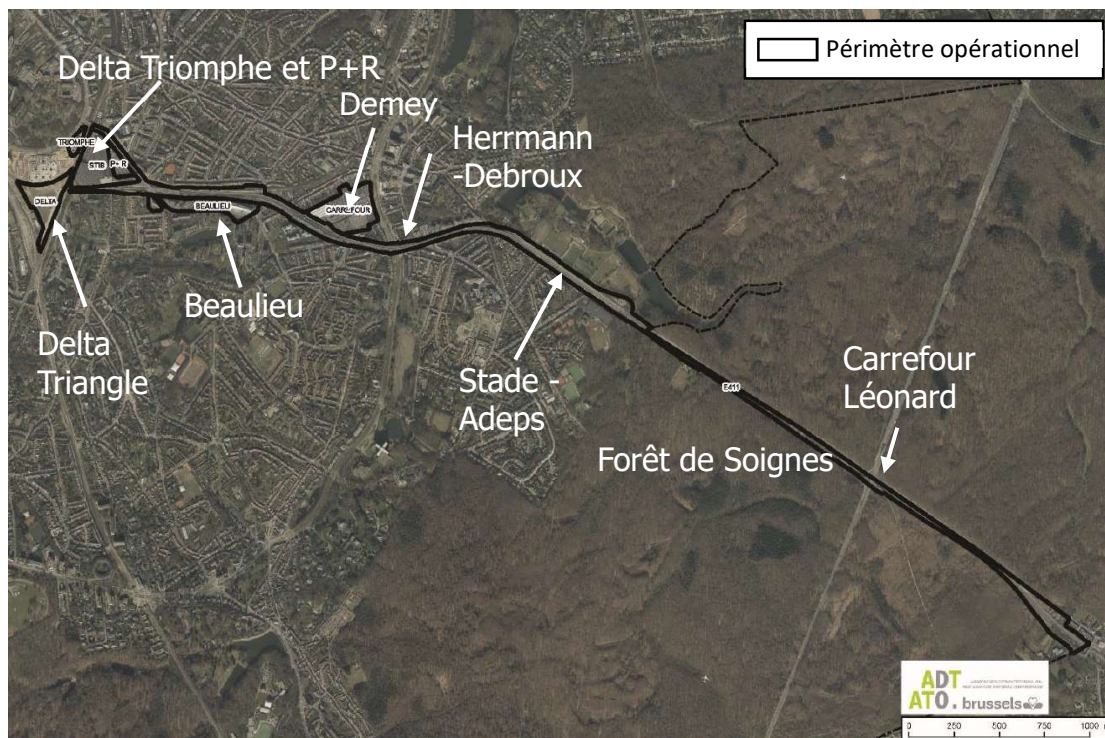 Périmètre opérationnel
Delta Triomphe et P+R
Demey
Herrmann
-Debroux
TRIOMPHE
STIB
P+R
DELTA
BEAULIEU
CARREFOUR
Beaulieu
Delta
Triangle
Stade -
Adeps
E411
Carrefour
Léonard
Forêt de Soignes
ADT
ATO. brussels
0 250 500 750 1000